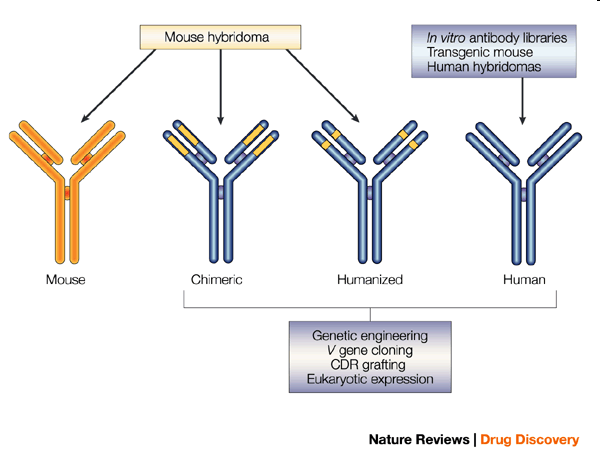 Mouse hybridoma
In vitro antibody libraries
Transgenic mouse
Human hybridomas
Mouse
Chimeric
Humanized
Human
Genetic engineering
V gene cloning
CDR grafting
Eukaryotic expression
Nature Reviews | Drug Discovery